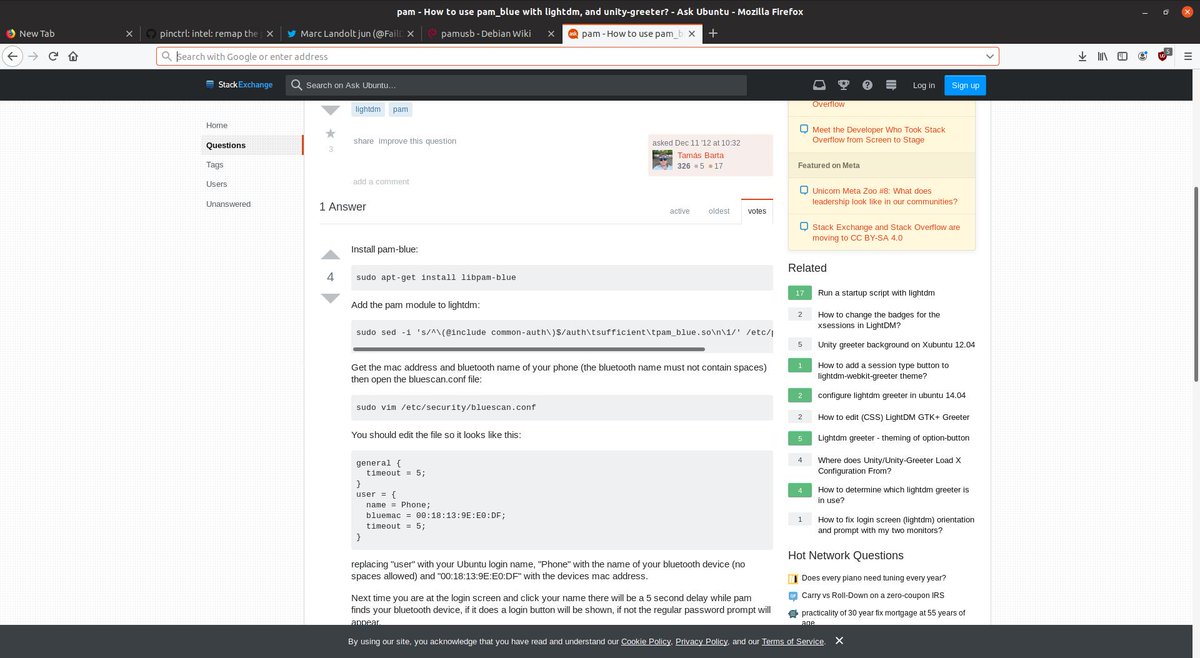 pam - How to use pam_blue with lightdm, and unity-greeter? - Ask Ubuntu - Mozilla Firefox
New Tab
pinctrl: intel: remap the
Marc Landolt jun (@Fail
pamusb - Debian Wiki
pam - How to use pam_b
Search with Google or enter address
StackExchange
Search on Ask Ubuntu…
Log in
Sign up
Home
Questions
Tags
Users
Unanswered
lightdm pam
3
share improve this question
asked Dec 11 '12 at 10:32
Tamás Barta
326 5 17
add a comment
1 Answer
active oldest votes
4
Install pam-blue:
sudo apt-get install libpam-blue
Add the pam module to lightdm:
sudo sed -i 's/^\(@include common-auth\)$/auth\tsufficient\tpam_blue.so\n\1/' /etc/p
Get the mac address and bluetooth name of your phone (the bluetooth name must not contain spaces)
then open the bluescan.conf file:
sudo vim /etc/security/bluescan.conf
You should edit the file so it looks like this:
general {
timeout = 5;
}
user = {
name = Phone;
bluemac = 00:18:13:9E:E0:DF;
timeout = 5;
}
replacing "user" with your Ubuntu login name, "Phone" with the name of your bluetooth device (no
spaces allowed) and "00:18:13:9E:E0:DF" with the devices mac address.
Next time you are at the login screen and click your name there will be a 5 second delay while pam
finds your bluetooth device, if it does a login button will be shown, if not the regular password prompt will
appear.
Overflow
Meet the Developer Who Took Stack
Overflow from Screen to Stage
Featured on Meta
Unicorn Meta Zoo #8: What does
leadership look like in our communities?
Stack Exchange and Stack Overflow are
moving to CC BY-SA 4.0
Related
17 Run a startup script with lightdm
2 How to change the badges for the
xsessions in LightDM?
5 Unity greeter background on Xubuntu 12.04
1 How to add a session type button to
lightdm-webkit-greeter theme?
2 configure lightdm greeter in ubuntu 14.04
2 How to edit (CSS) LightDM GTK+ Greeter
5 Lightdm greeter - theming of option-button
4 Where does Unity/Unity-Greeter Load X
Configuration From?
4 How to determine which lightdm greeter is
in use?
1 How to fix login screen (lightdm) orientation
and prompt with my two monitors?
Hot Network Questions
Does every piano need tuning every year?
Carry vs Roll-Down on a zero-coupon IRS
practicality of 30 year fix mortgage at 55 years of
age
By using our site, you acknowledge that you have read and understand our Cookie Policy, Privacy Policy, and our Terms of Service.